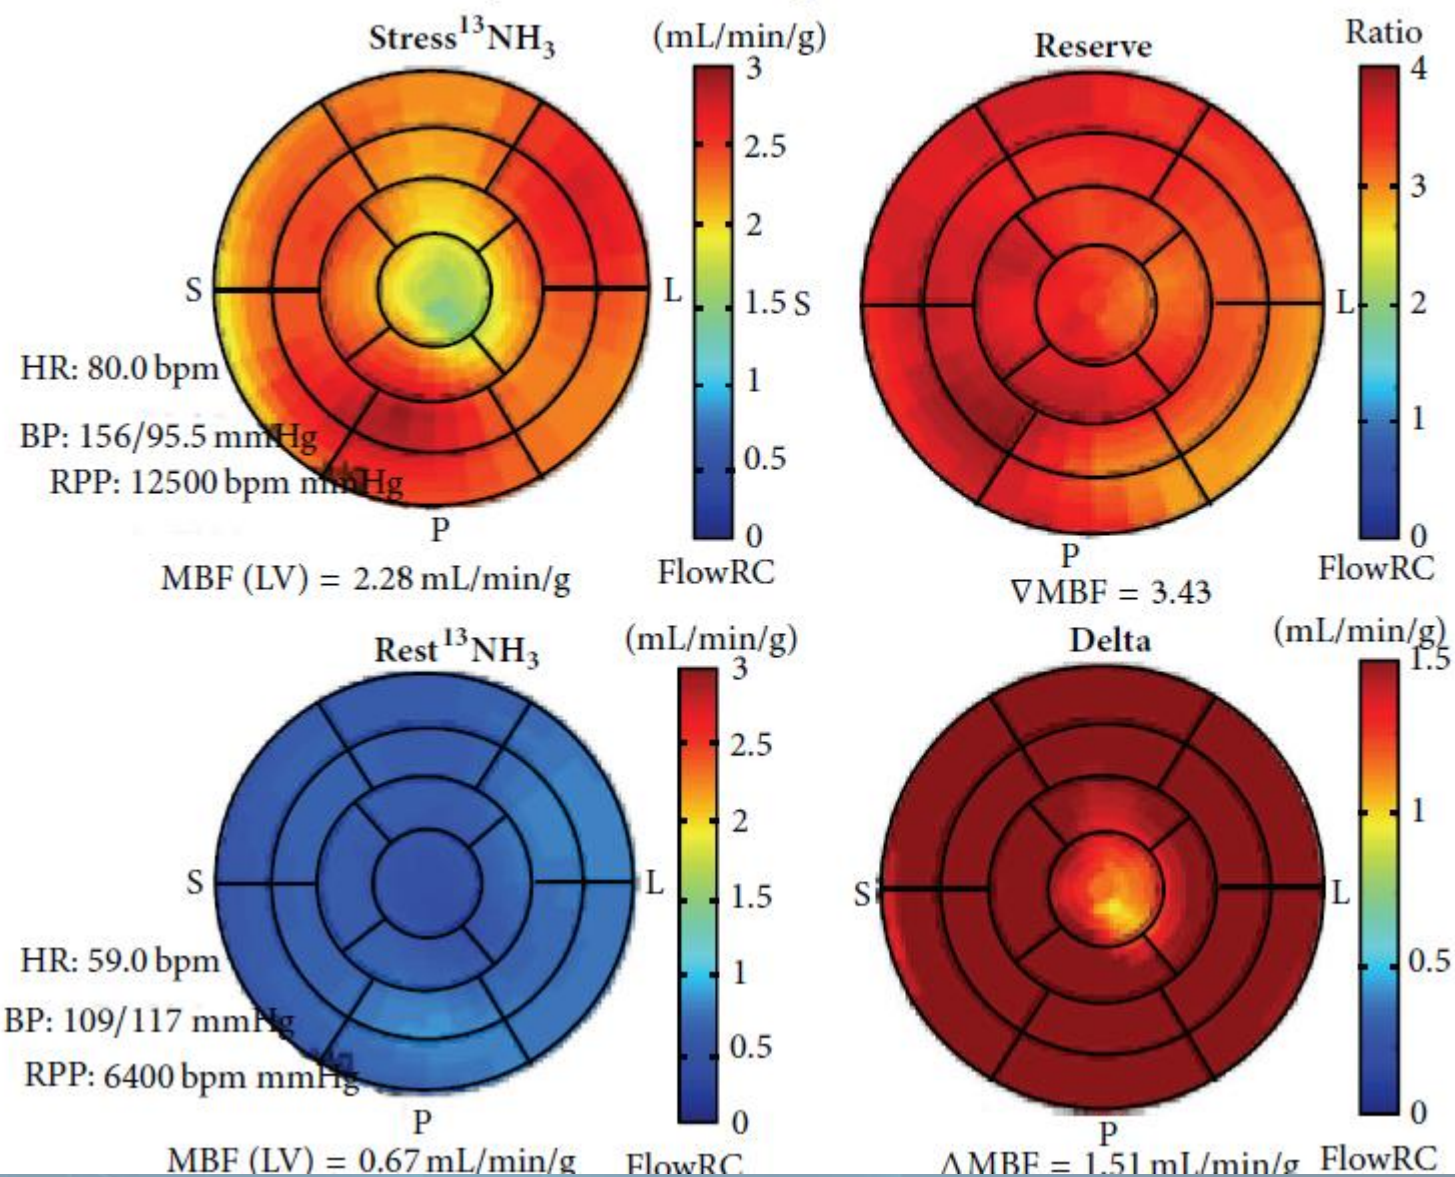 Stress¹³NH₃
(mL/min/g)
3
2.5
2
1.5
1
0.5
0
S
L
P
HR: 80.0 bpm
BP: 156/95.5 mmHg
RPP: 12500 bpm mmHg
MBF (LV) = 2.28 mL/min/g
FlowRC
Reserve
Ratio
4
3
2
1
0
S
L
P
∇MBF = 3.43
FlowRC
Rest¹³NH₃
(mL/min/g)
3
2.5
2
1.5
1
0.5
0
S
L
P
HR: 59.0 bpm
BP: 109/117 mmHg
RPP: 6400 bpm mmHg
MBF (LV) = 0.67 mL/min/g
FlowRC
Delta
(mL/min/g)
1.5
1
0.5
0
S
L
P
ΔMBF = 1.51 mL/min/g
FlowRC